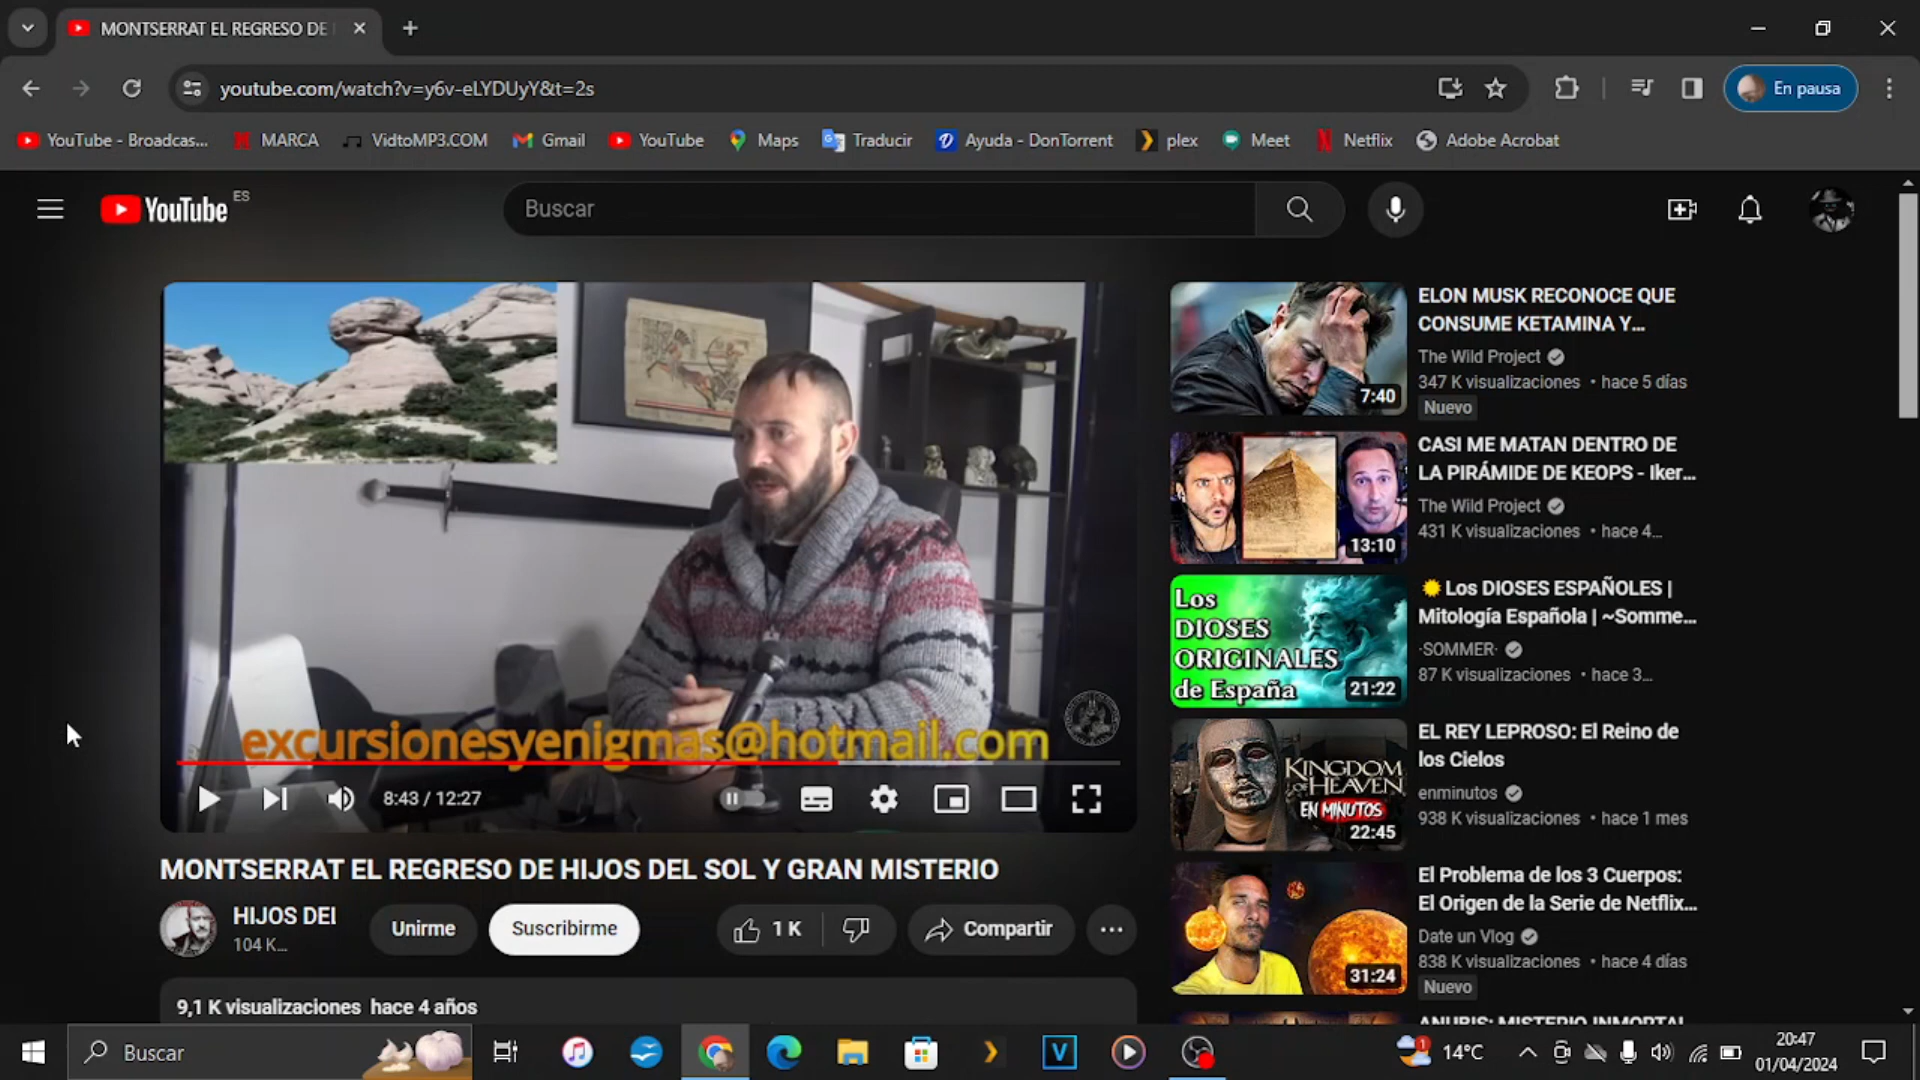 MONTSERRAT EL REGRESO DE
youtube.com/watch?v=y6v-eLYDUyY&t=2s
En pausa
YouTube - Broadcas...
MARCA
VidtoMP3.COM
Gmail
YouTube
Maps
Traducir
Ayuda - DonTorrent
plex
Meet
Netflix
Adobe Acrobat
YouTube ES
Buscar
excursionesyenigmas@hotmail.com
8:43 / 12:27
MONTSERRAT EL REGRESO DE HIJOS DEL SOL Y GRAN MISTERIO
HIJOS DEL
104 K...
Unirme
Suscribirme
1 K
Compartir
9,1 K visualizaciones hace 4 años
7:40
ELON MUSK RECONOCE QUE
CONSUME KETAMINA Y...
The Wild Project
347 K visualizaciones • hace 5 días
Nuevo
13:10
CASI ME MATAN DENTRO DE
LA PIRÁMIDE DE KEOPS - Iker...
The Wild Project
431 K visualizaciones • hace 4...
Los
DIOSES
ORIGINALES
de España
21:22
Los DIOSES ESPAÑOLES |
Mitología Española | ~Somme...
·SOMMER·
87 K visualizaciones • hace 3...
KINGDOM
OF HEAVEN
EN MINUTOS
22:45
EL REY LEPROSO: El Reino de
los Cielos
enminutos
938 K visualizaciones • hace 1 mes
31:24
El Problema de los 3 Cuerpos:
El Origen de la Serie de Netflix...
Date un Vlog
838 K visualizaciones • hace 4 días
Nuevo
ANUBIS: MISTERIO INMORTAL
Buscar
V
1
14°C
20:47
01/04/2024